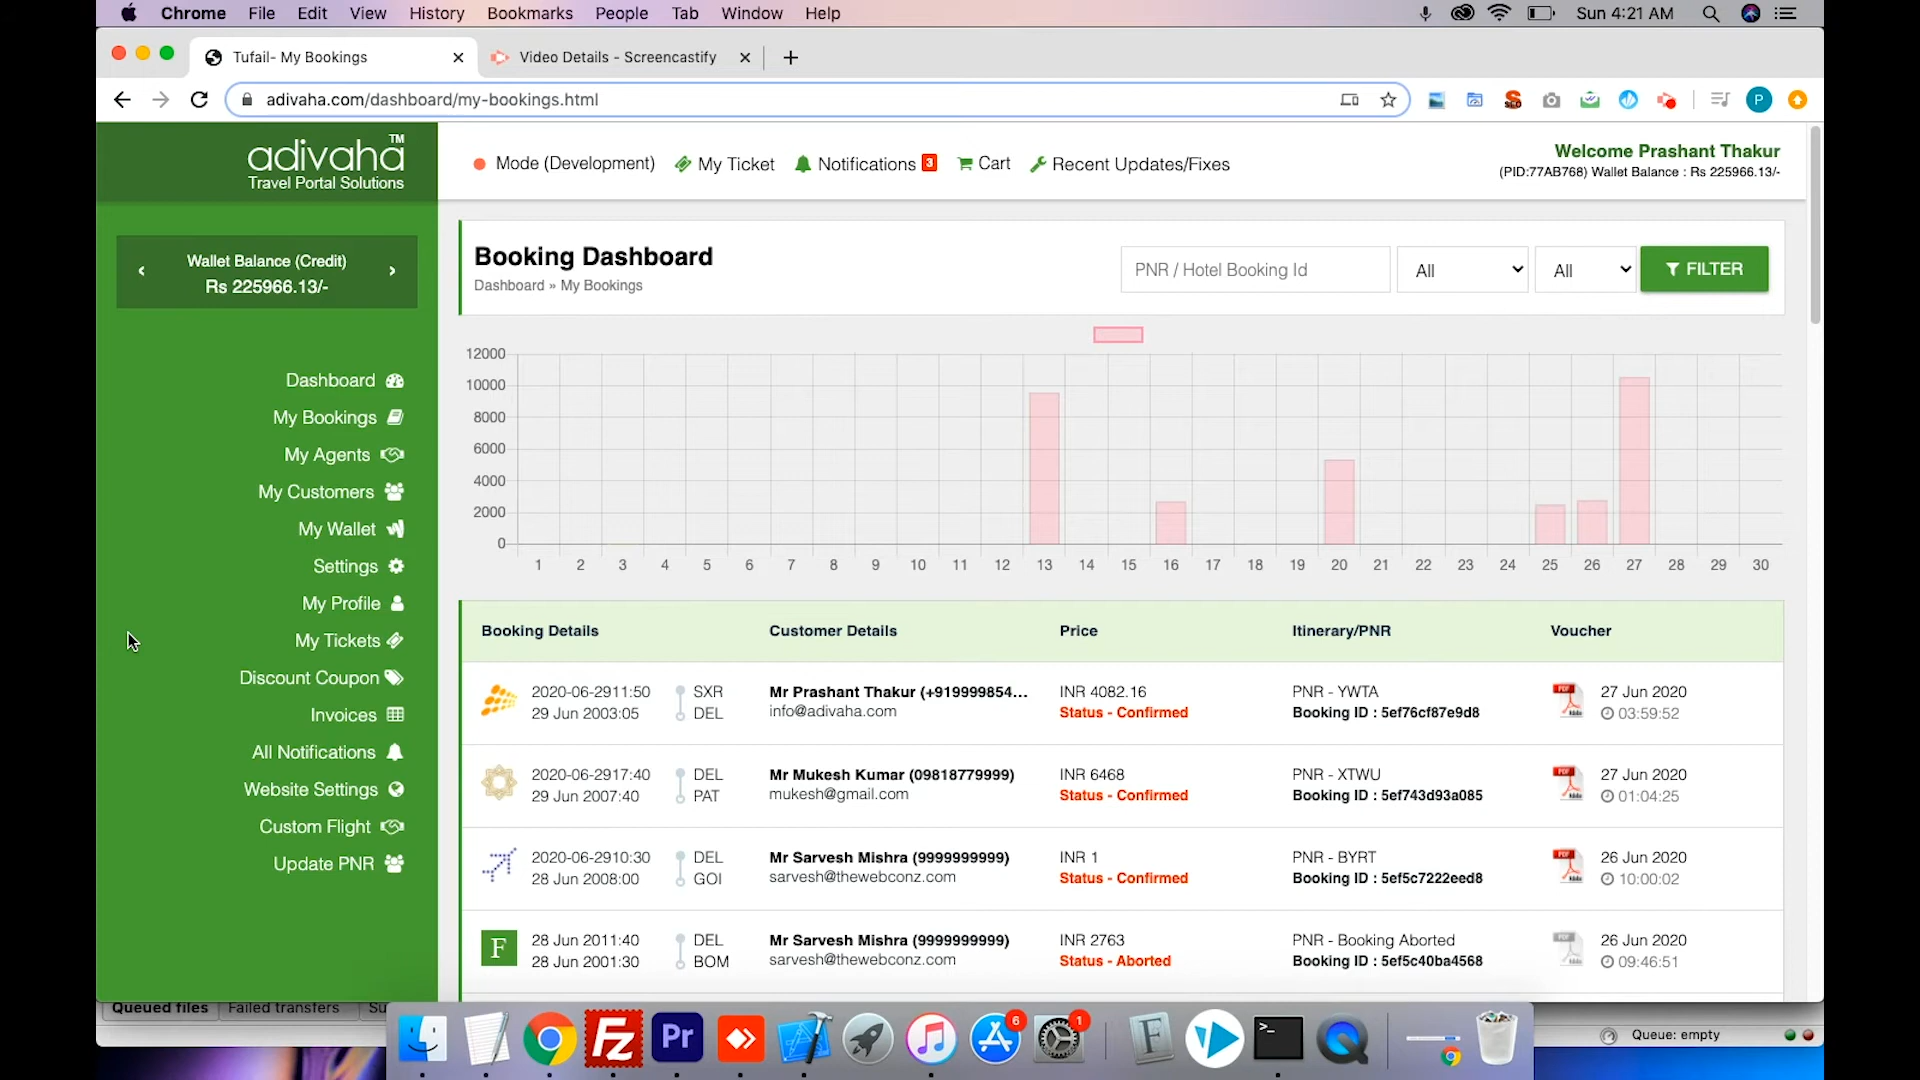 Chrome File Edit View History Bookmarks People Tab Window Help Sun 4:21 AM
Tufail- My Bookings Video Details - Screencastify
adivaha.com/dashboard/my-bookings.html P
adivaha TM
Travel Portal Solutions
Mode (Development) My Ticket Notifications 3 Cart Recent Updates/Fixes
Welcome Prashant Thakur
(PID:77AB768) Wallet Balance : Rs 225966.13/-
Wallet Balance (Credit)
Rs 225966.13/-
Dashboard
My Bookings
My Agents
My Customers
My Wallet
Settings
My Profile
My Tickets
Discount Coupon
Invoices
All Notifications
Website Settings
Custom Flight
Update PNR
Booking Dashboard
Dashboard » My Bookings
PNR / Hotel Booking Id All All FILTER
12000
10000
8000
6000
4000
2000
0
1 2 3 4 5 6 7 8 9 10 11 12 13 14 15 16 17 18 19 20 21 22 23 24 25 26 27 28 29 30
Booking Details Customer Details Price Itinerary/PNR Voucher
2020-06-2911:50 SXR Mr Prashant Thakur (+919999854... INR 4082.16 PNR - YWTA PDF 27 Jun 2020
29 Jun 2003:05 DEL info@adivaha.com Status - Confirmed Booking ID : 5ef76cf87e9d8 03:59:52
2020-06-2917:40 DEL Mr Mukesh Kumar (09818779999) INR 6468 PNR - XTWU PDF 27 Jun 2020
29 Jun 2007:40 PAT mukesh@gmail.com Status - Confirmed Booking ID : 5ef743d93a085 01:04:25
2020-06-2910:30 DEL Mr Sarvesh Mishra (9999999999) INR 1 PNR - BYRT PDF 26 Jun 2020
28 Jun 2008:00 GOI sarvesh@thewebconz.com Status - Confirmed Booking ID : 5ef5c7222eed8 10:00:02
F 28 Jun 2011:40 DEL Mr Sarvesh Mishra (9999999999) INR 2763 PNR - Booking Aborted PDF 26 Jun 2020
28 Jun 2001:30 BOM sarvesh@thewebconz.com Status - Aborted Booking ID : 5ef5c40ba4568 09:46:51
Queued files Failed transfers Su
Queue: empty
Fz Pr 6 1 F